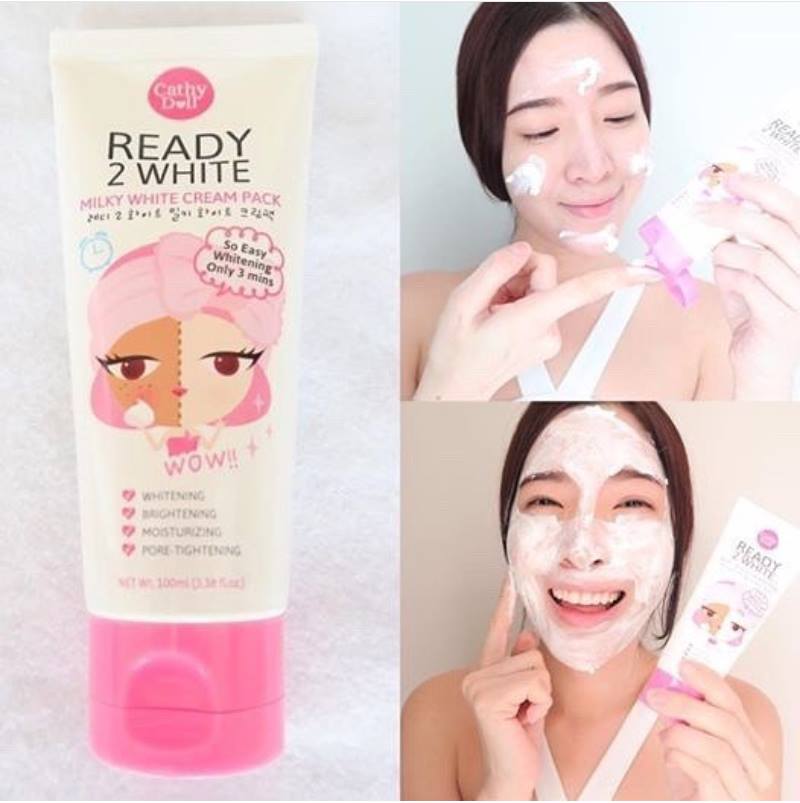 Cathy
Doll
READY
2 WHITE
MILKY WHITE CREAM PACK
레디 2 화이트 밀키 화이트 크림팩
So Easy
Whitening
Only 3 mins
WOW!!
WHITENING
BRIGHTENING
MOISTURIZING
PORE-TIGHTENING
NET Wt. 100ml (3.38 fl.oz.)
READY
2 WHITE
READY
2 WHITE